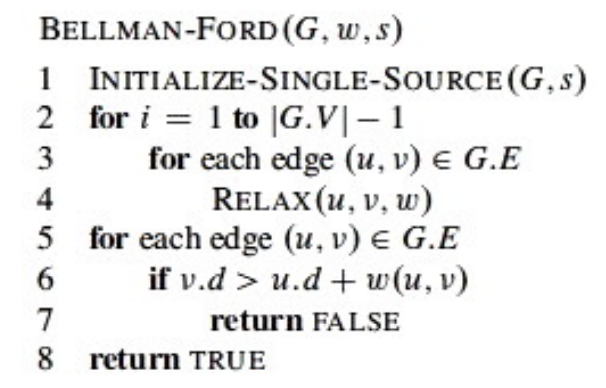 BELLMAN-FORD(G, w, s)
1 INITIALIZE-SINGLE-SOURCE(G, s)
2 for i = 1 to |G.V| − 1
3 for each edge (u, v) ∈ G.E
4 RELAX(u, v, w)
5 for each edge (u, v) ∈ G.E
6 if v.d > u.d + w(u, v)
7 return FALSE
8 return TRUE